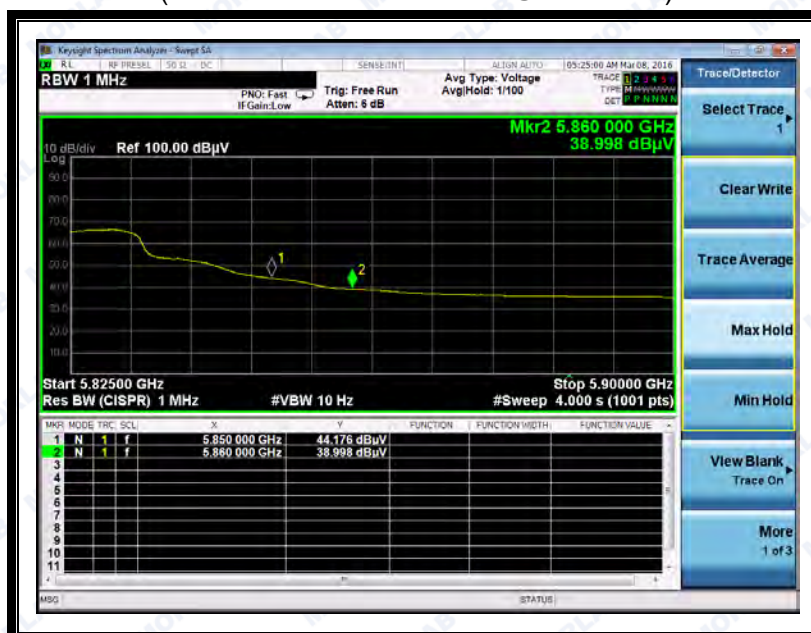 Keysight Spectrum Analyzer - Swept SA
RL RF PRESEL 50 Ω DC SENSE:INT ALIGN AUTO 05:25:00 AM Mar 08, 2016
RBW 1 MHz
PNO: Fast
IFGain:Low
Trig: Free Run
Atten: 6 dB
Avg Type: Voltage
Avg|Hold: 1/100
TRACE 1 2 3 4 5 6
TYPE M
DET P P N N N N
Mkr2 5.860 000 GHz
38.998 dBµV
10 dB/div Ref 100.00 dBµV
Log
90.0
80.0
70.0
60.0
50.0
40.0
30.0
20.0
10.0
1
2
Start 5.82500 GHz Stop 5.90000 GHz
Res BW (CISPR) 1 MHz #VBW 10 Hz #Sweep 4.000 s (1001 pts)
MKR MODE TRC SCL X Y FUNCTION FUNCTION WIDTH FUNCTION VALUE
1 N 1 f 5.850 000 GHz 44.176 dBuV
2 N 1 f 5.860 000 GHz 38.998 dBuV
3
4
5
6
7
8
9
10
11
MSG STATUS
Trace/Detector
Select Trace
1
Clear Write
Trace Average
Max Hold
Min Hold
View Blank
Trace On
More
1 of 3